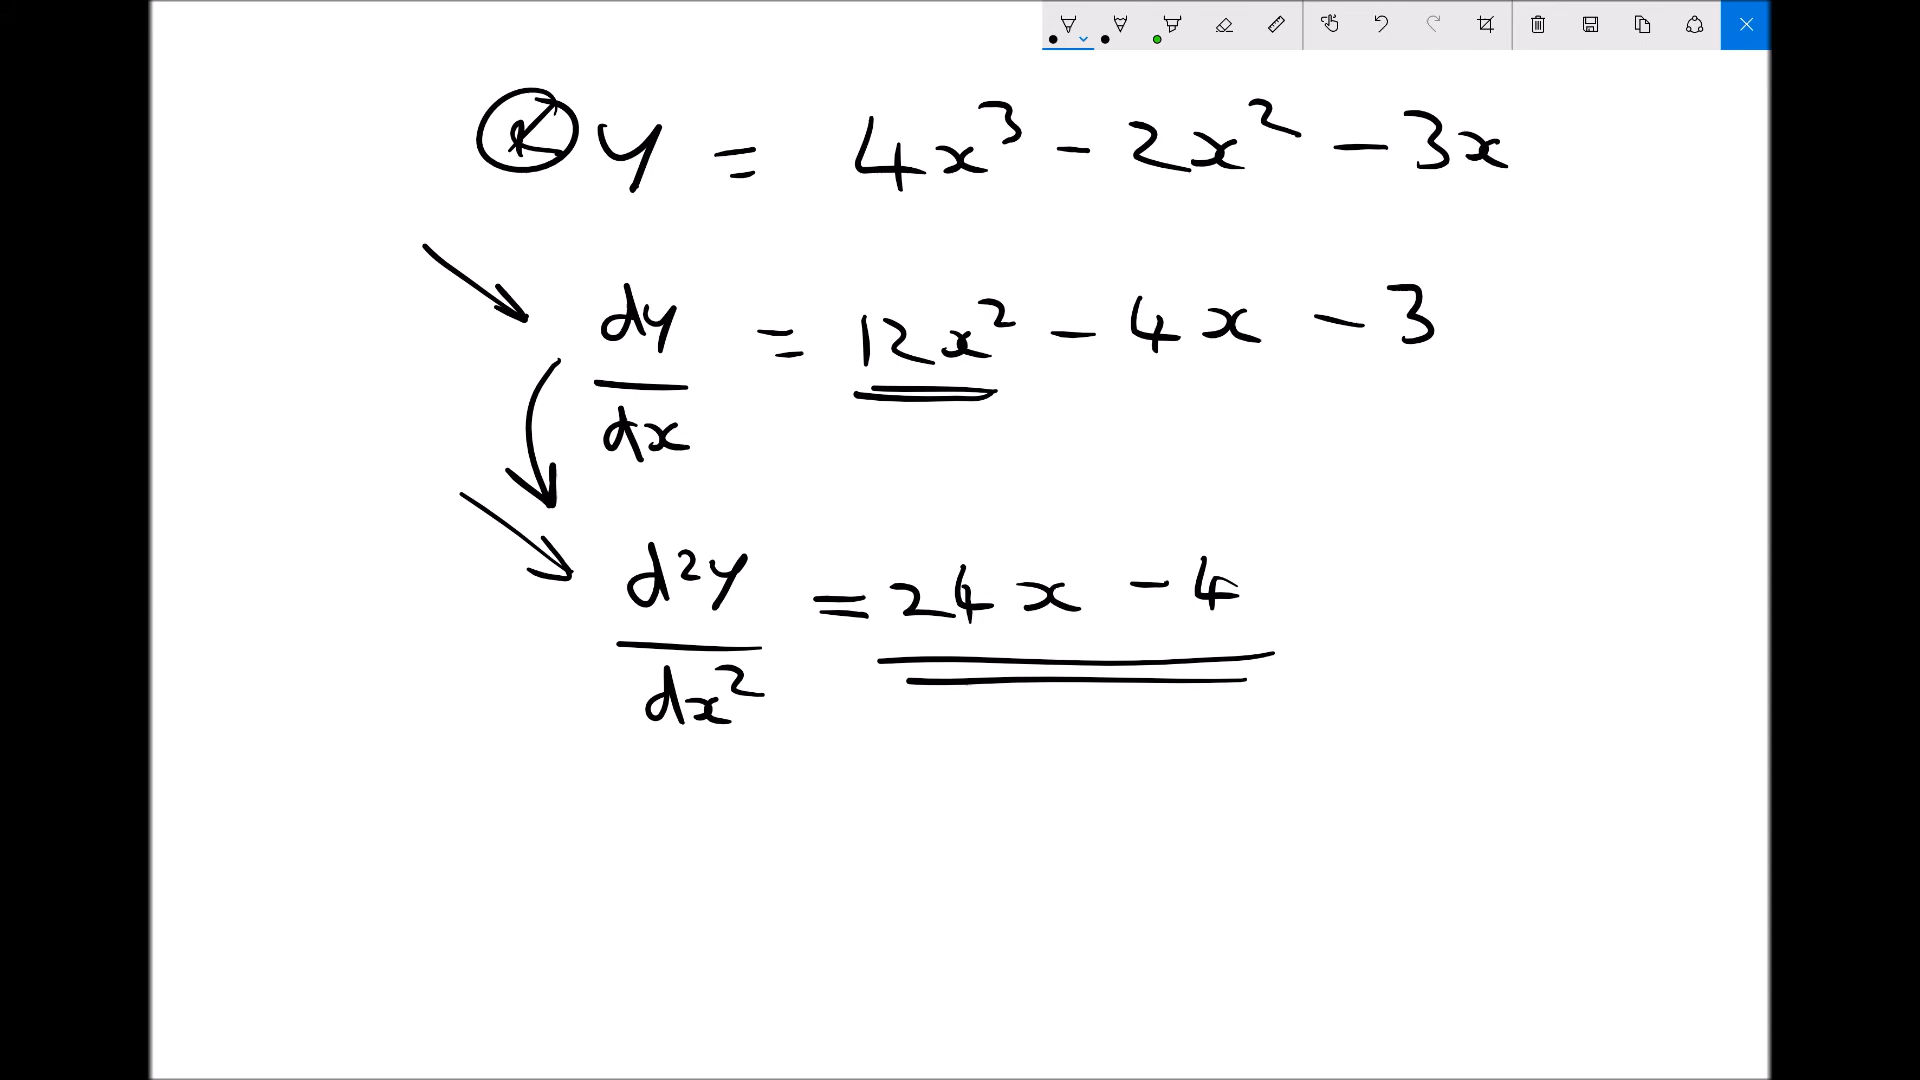 y = 4x³ - 2x² - 3x
dy/dx = 12x² - 4x - 3
d²y/dx² = 24x - 4